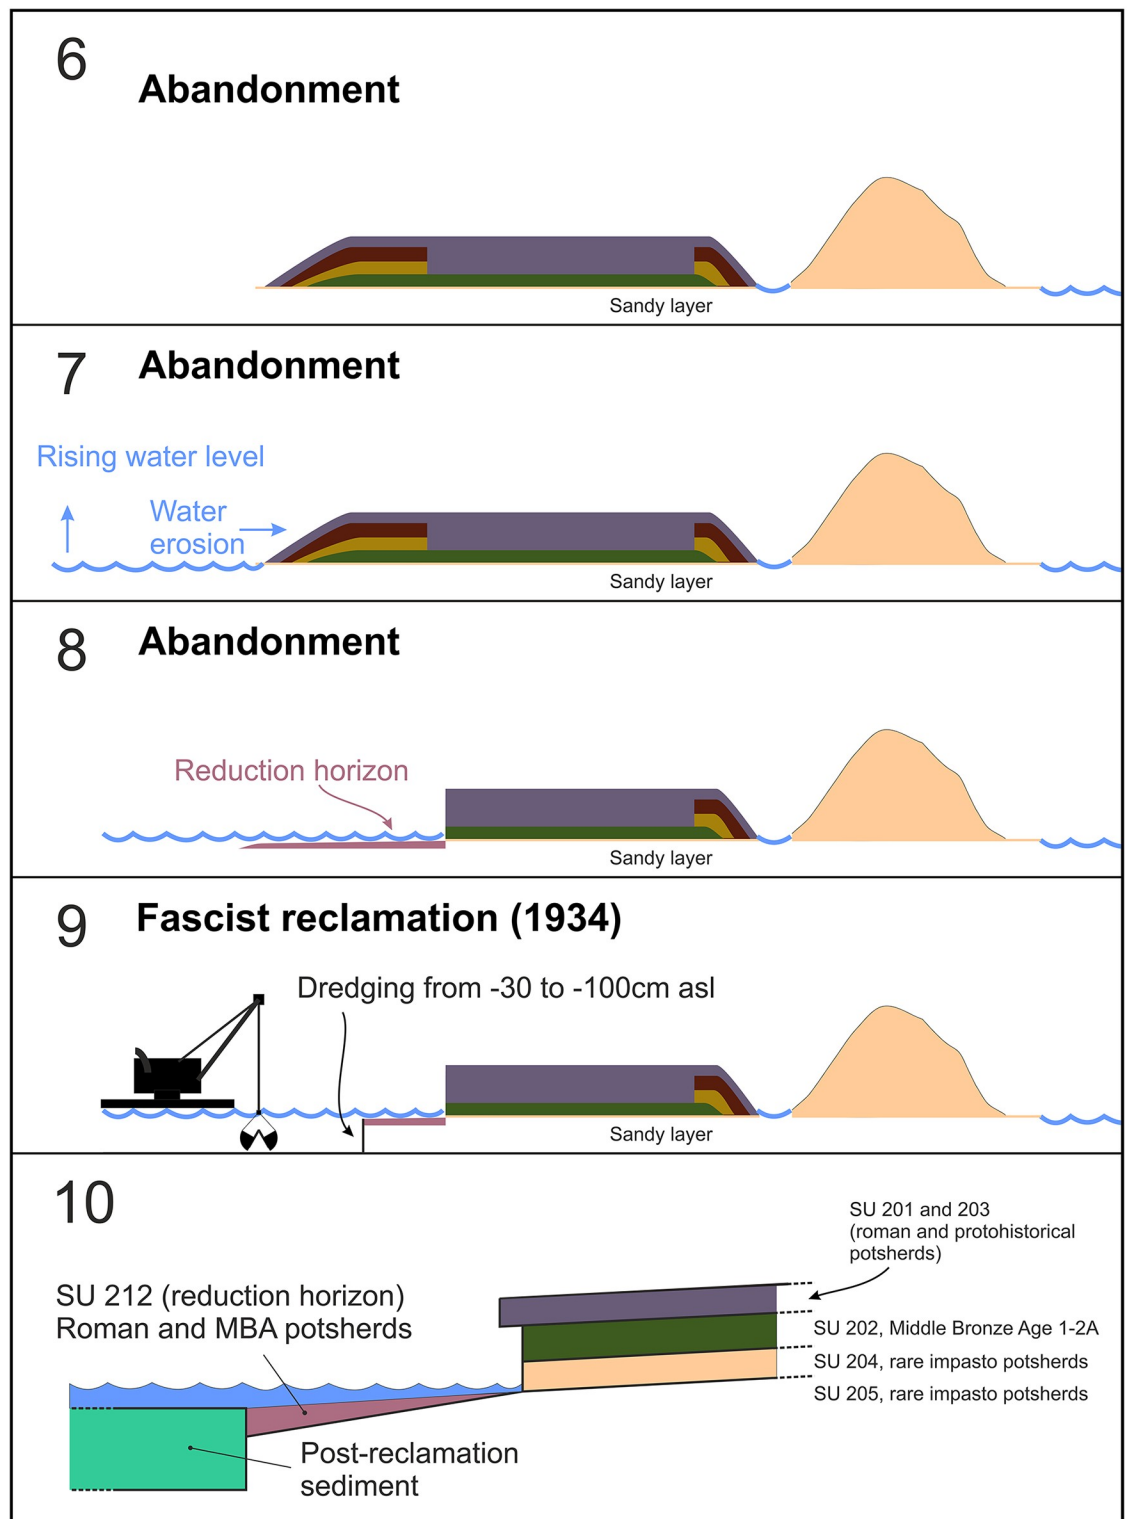 6
Abandonment
Sandy layer
7
Abandonment
Rising water level
Water
erosion
Sandy layer
8
Abandonment
Reduction horizon
Sandy layer
9
Fascist reclamation (1934)
Dredging from -30 to -100cm asl
Sandy layer
10
SU 201 and 203
(roman and protohistorical
potsherds)
SU 212 (reduction horizon)
Roman and MBA potsherds
SU 202, Middle Bronze Age 1-2A
SU 204, rare impasto potsherds
SU 205, rare impasto potsherds
Post-reclamation
sediment